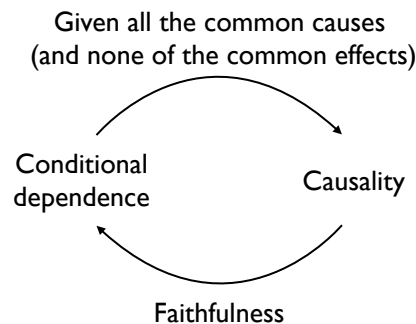 Given all the common causes
(and none of the common effects)
Conditional
dependence
Causality
Faithfulness